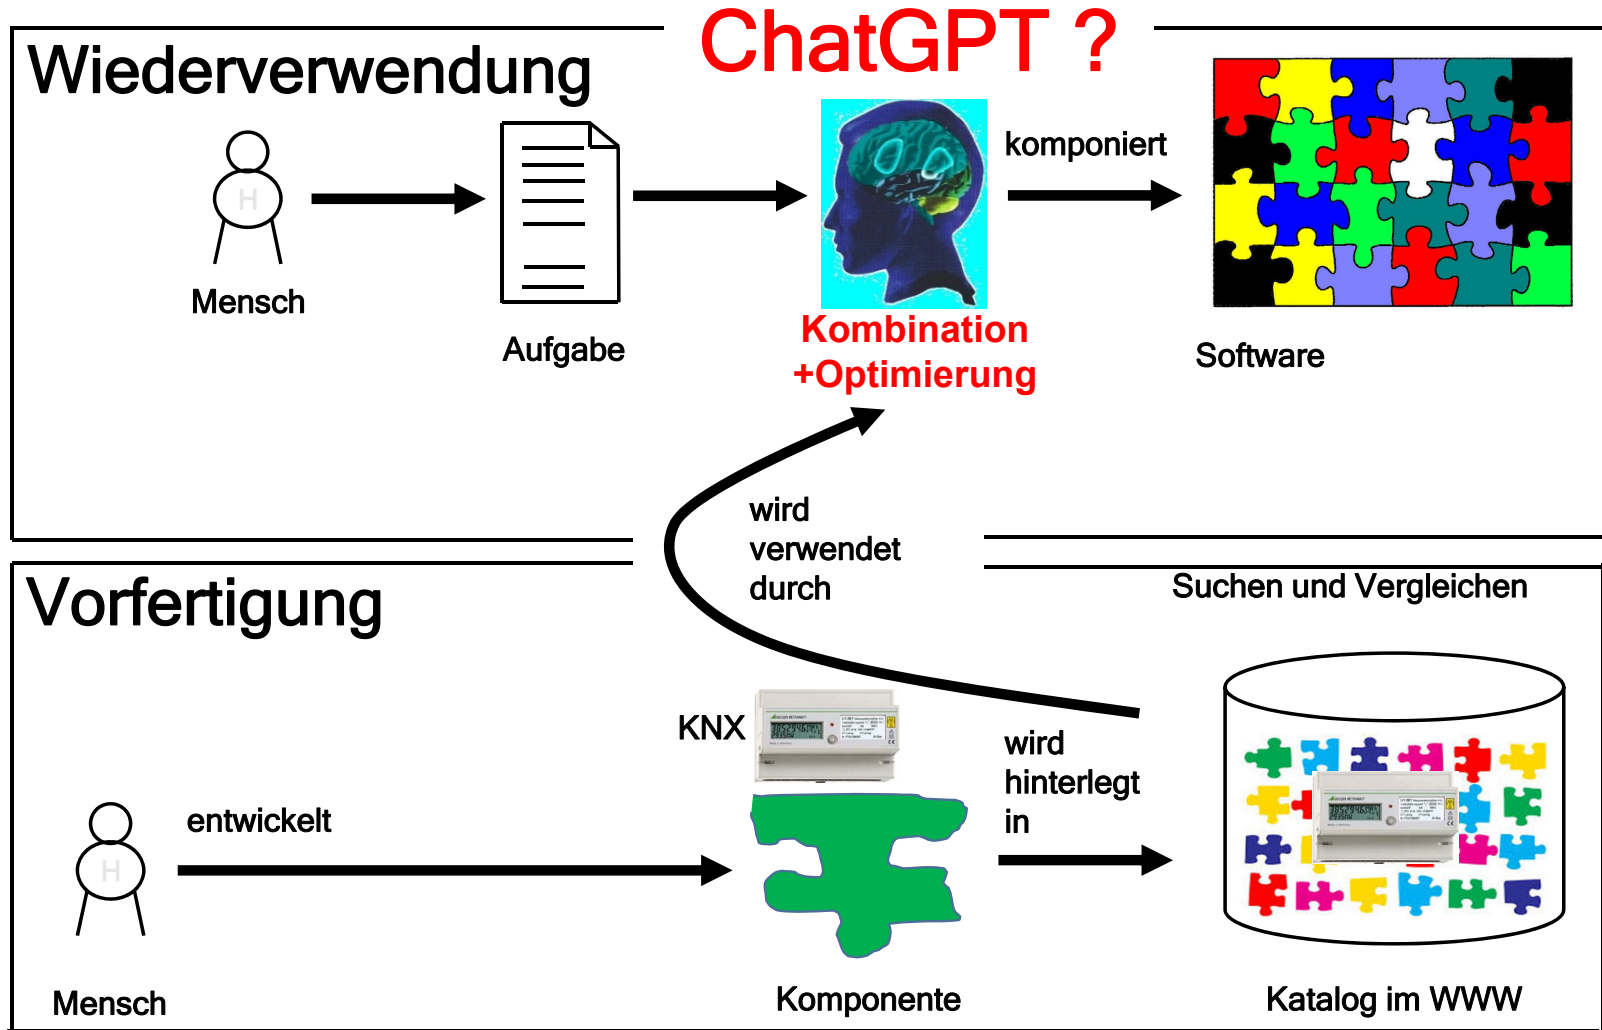 ChatGPT ?
Wiederverwendung
komponiert
H
Mensch
Aufgabe
Kombination
+Optimierung
Software
wird
verwendet
durch
Vorfertigung
Suchen und Vergleichen
KNX
wird
hinterlegt
in
entwickelt
H
Mensch
Komponente
Katalog im WWW